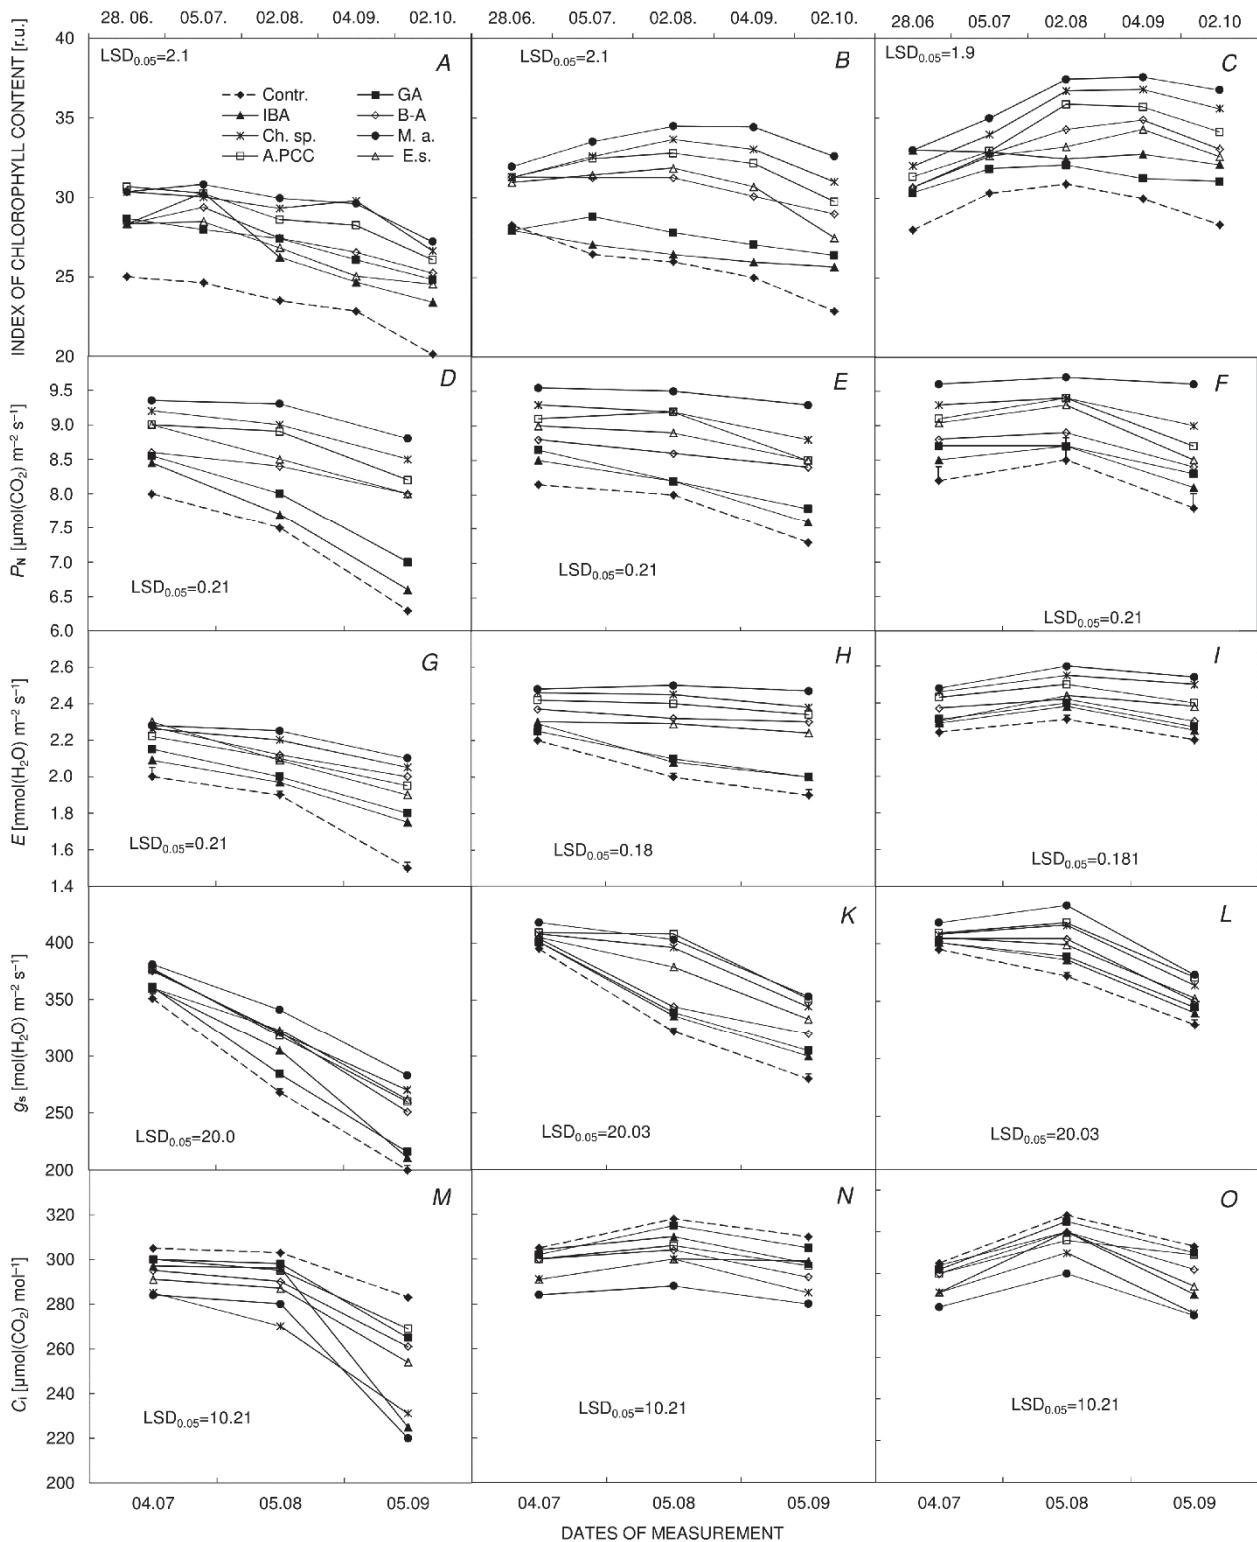 28.06. 05.07. 02.08. 04.09. 02.10. 28.06. 05.07. 02.08. 04.09. 02.10. 28.06 05.07 02.08 04.09 02.10
INDEX OF CHLOROPHYLL CONTENT [r.u.]
40
35
30
25
20
LSD0.05=2.1 A
Contr. GA
IBA B-A
Ch. sp. M. a.
A.PCC E.s.
LSD0.05=2.1 B
LSD0.05=1.9 C
PN [µmol(CO2) m–2 s–1]
9.5
9.0
8.5
8.0
7.5
7.0
6.5
6.0
D
LSD0.05=0.21
E
LSD0.05=0.21
F
LSD0.05=0.21
E [mmol(H2O) m–2 s–1]
2.6
2.4
2.2
2.0
1.8
1.6
1.4
G
LSD0.05=0.21
H
LSD0.05=0.18
I
LSD0.05=0.181
gs [mol(H2O) m–2 s–1]
400
350
300
250
200
LSD0.05=20.0
K
LSD0.05=20.03
L
LSD0.05=20.03
Ci [µmol(CO2) mol–1]
320
300
280
260
240
220
200
M
LSD0.05=10.21
N
LSD0.05=10.21
O
LSD0.05=10.21
04.07 05.08 05.09 04.07 05.08 05.09 04.07 05.08 05.09
DATES OF MEASUREMENT